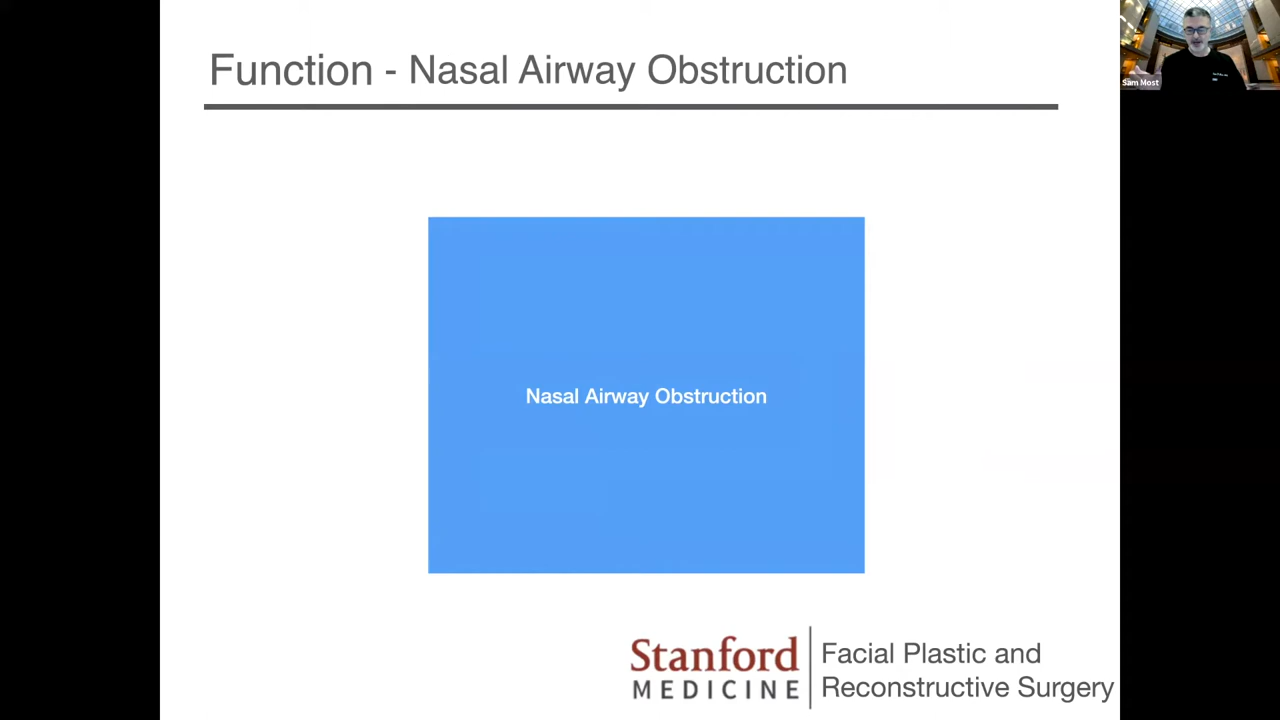 Function - Nasal Airway Obstruction
Sam Most
Nasal Airway Obstruction
Stanford
MEDICINE
Facial Plastic and
Reconstructive Surgery